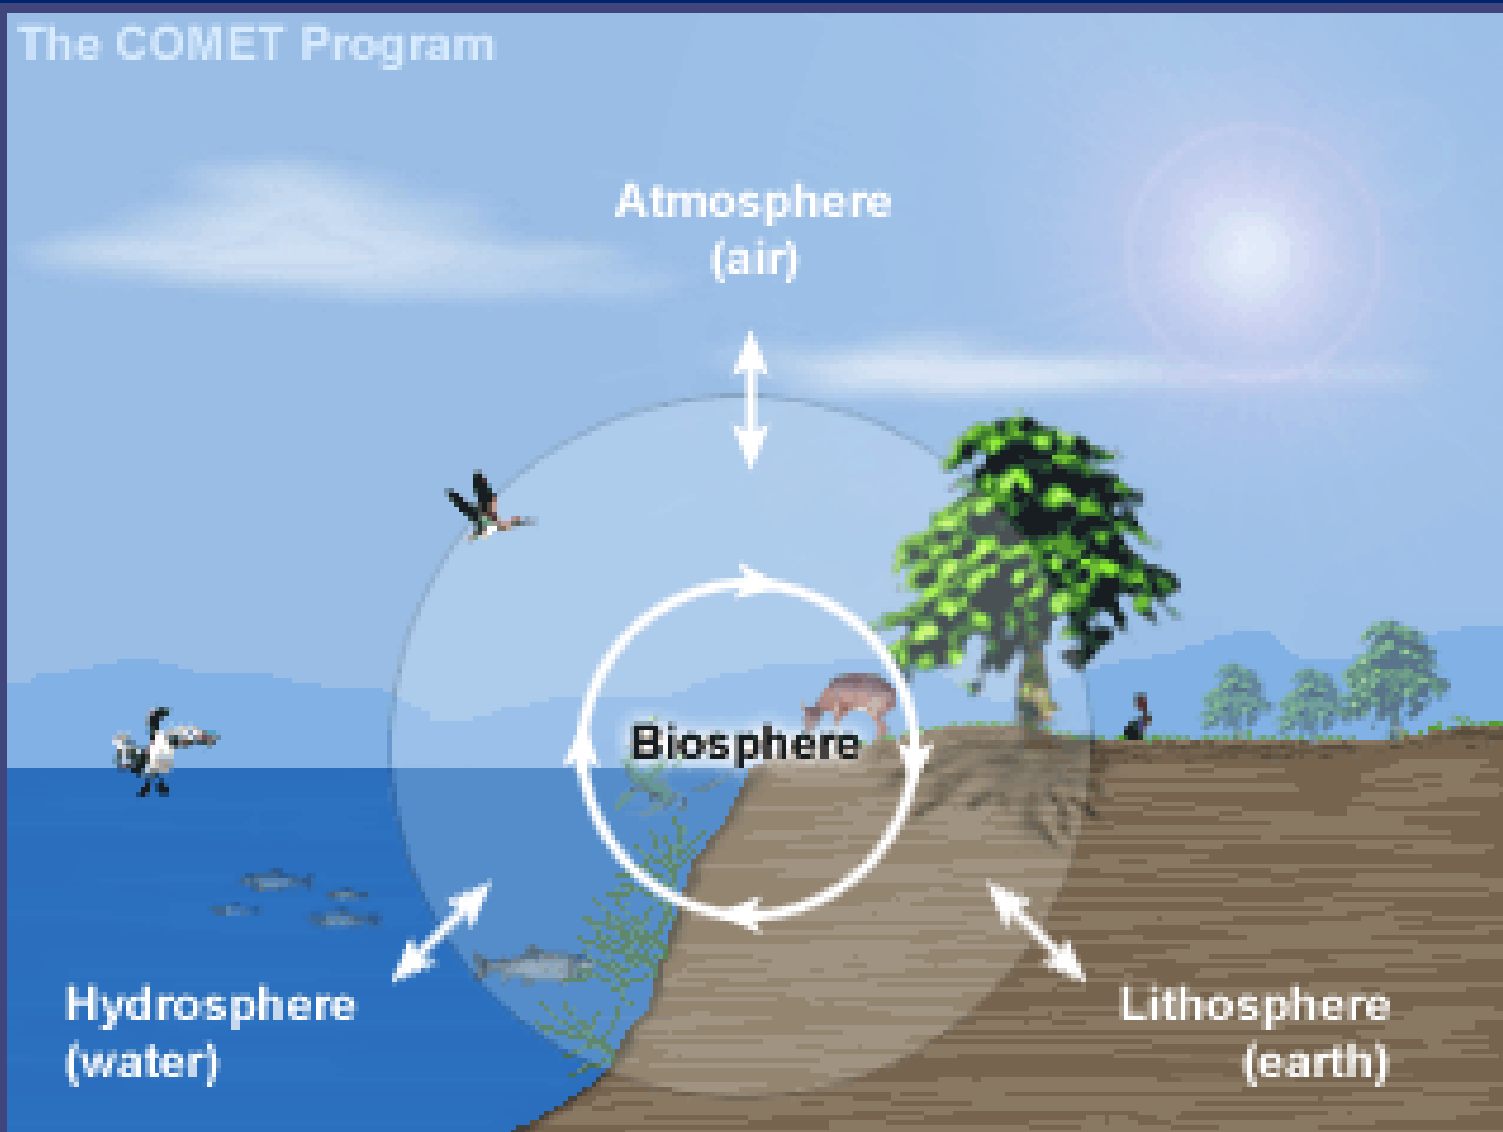 The COMET Program
Atmosphere
(air)
Biosphere
Hydrosphere
(water)
Lithosphere
(earth)